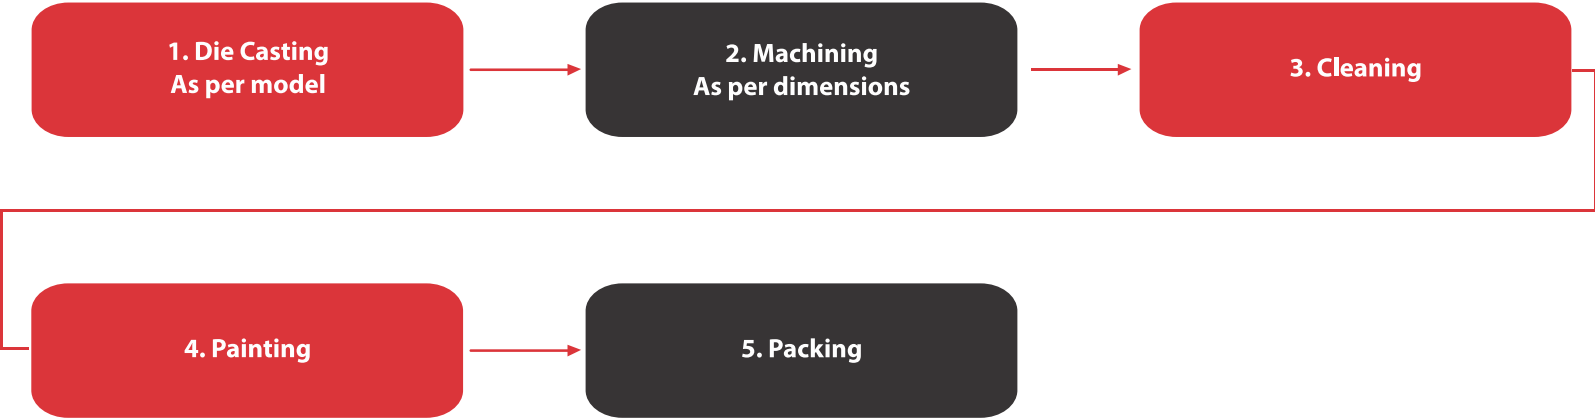 1. Die Casting
As per model
2. Machining
As per dimensions
3. Cleaning
4. Painting
5. Packing